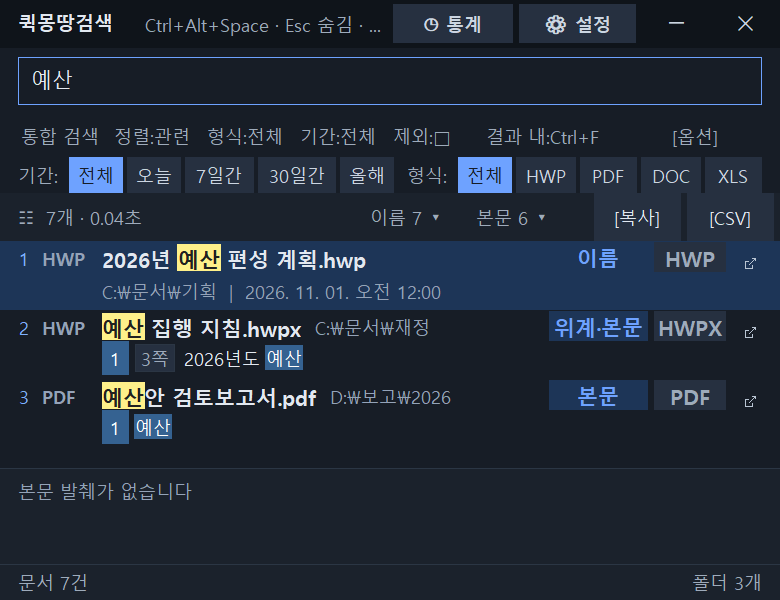 퀵몽땅검색 Ctrl+Alt+Space · Esc 숨김 · ... 통계 설정
예산
통합 검색 정렬:관련 형식:전체 기간:전체 제외:□ 결과 내:Ctrl+F [옵션]
기간: 전체 오늘 7일간 30일간 올해 형식: 전체 HWP PDF DOC XLS
7개 · 0.04초 이름 7 ▼ 본문 6 ▼ [복사] [CSV]
1 HWP 2026년 예산 편성 계획.hwp 이름 HWP
C:₩문서₩기획 | 2026. 11. 01. 오전 12:00
2 HWP 예산 집행 지침.hwpx C:₩문서₩재정 위계·본문 HWPX
1 3쪽 2026년도 예산
3 PDF 예산안 검토보고서.pdf D:₩보고₩2026 본문 PDF
1 예산
본문 발췌가 없습니다
문서 7건 폴더 3개